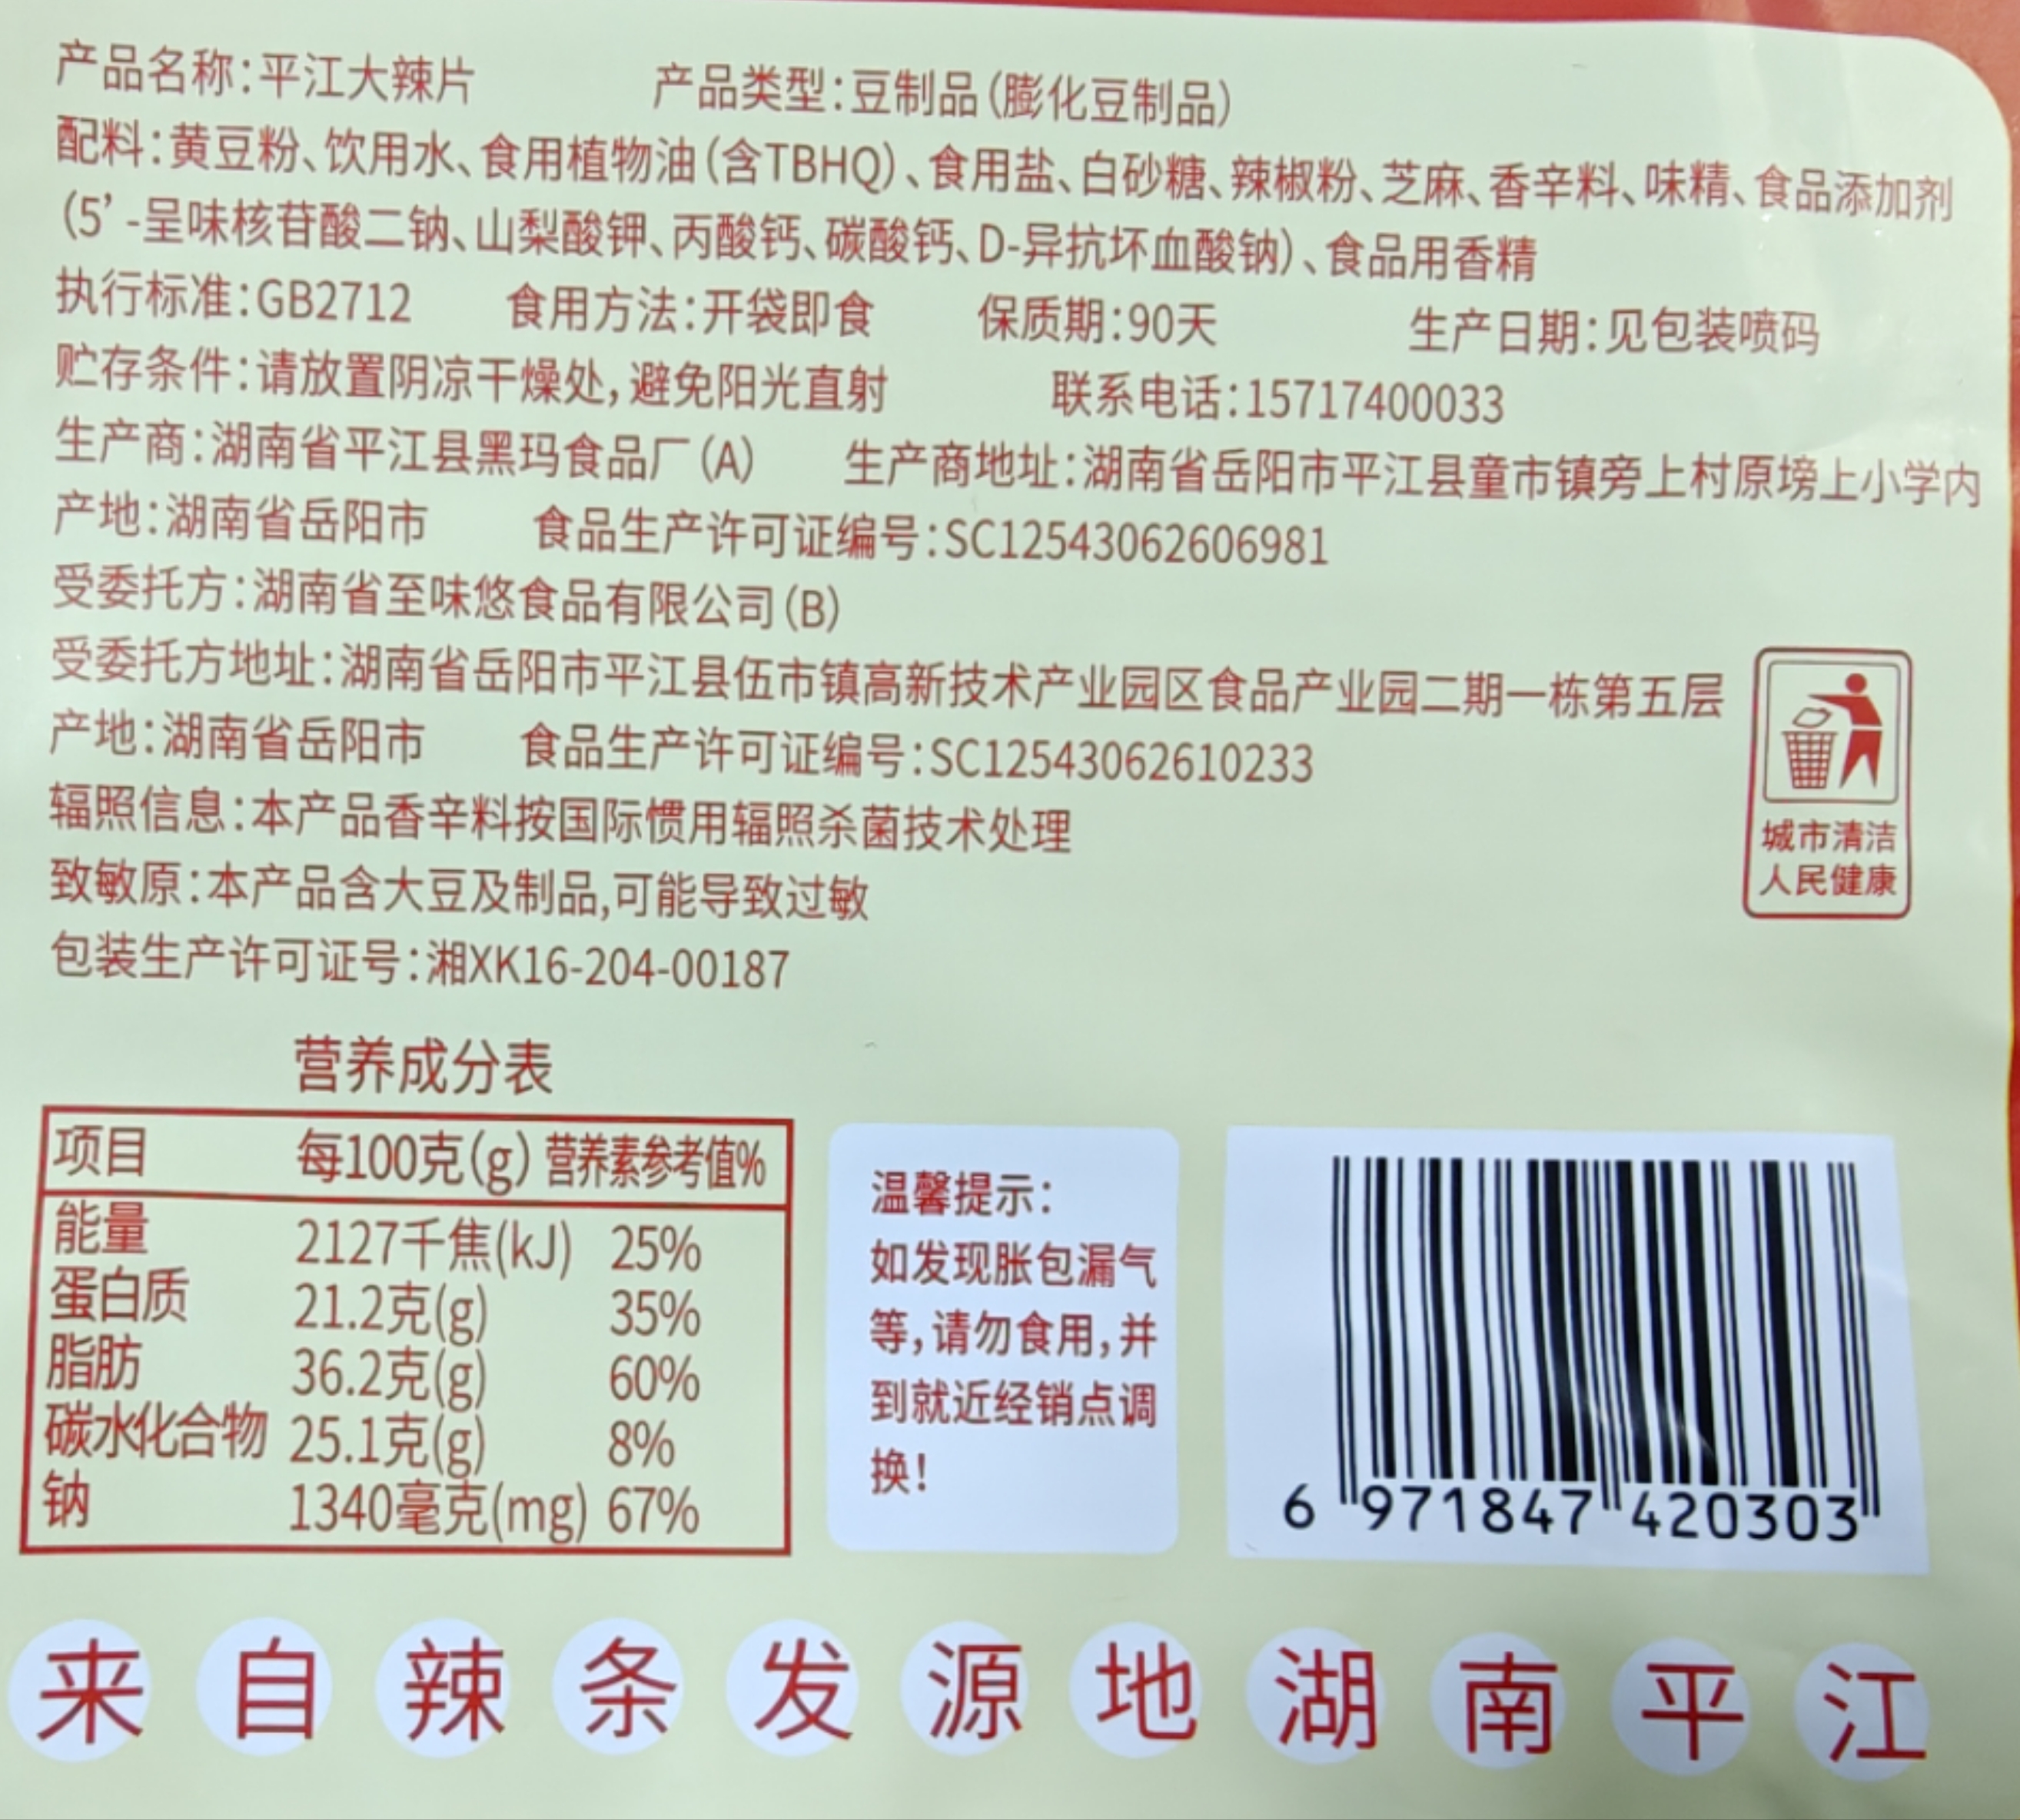 产品名称:平江大辣片 产品类型:豆制品(膨化豆制品)
配料:黄豆粉、饮用水、食用植物油(含TBHQ)、食用盐、白砂糖、辣椒粉、芝麻、香辛料、味精、食品添加剂
(5'-呈味核苷酸二钠、山梨酸钾、丙酸钙、碳酸钙、D-异抗坏血酸钠)、食品用香精
执行标准:GB2712 食用方法:开袋即食 保质期:90天 生产日期:见包装喷码
贮存条件:请放置阴凉干燥处,避免阳光直射 联系电话:15717400033
生产商:湖南省平江县黑玛食品厂(A) 生产商地址:湖南省岳阳市平江县童市镇旁上村原塝上小学内
产地:湖南省岳阳市 食品生产许可证编号:SC12543062606981
受委托方:湖南省至味悠食品有限公司(B)
受委托方地址:湖南省岳阳市平江县伍市镇高新技术产业园区食品产业园二期一栋第五层
产地:湖南省岳阳市 食品生产许可证编号:SC12543062610233
辐照信息:本产品香辛料按国际惯用辐照杀菌技术处理
致敏原:本产品含大豆及制品,可能导致过敏
包装生产许可证号:湘XK16-204-00187
城市清洁
人民健康
营养成分表
项目 每100克(g) 营养素参考值%
能量 2127千焦(kJ) 25%
蛋白质 21.2克(g) 35%
脂肪 36.2克(g) 60%
碳水化合物 25.1克(g) 8%
钠 1340毫克(mg) 67%
温馨提示:
如发现胀包漏气
等,请勿食用,并
到就近经销点调
换!
6 971847 420303
来自辣条发源地湖南平江